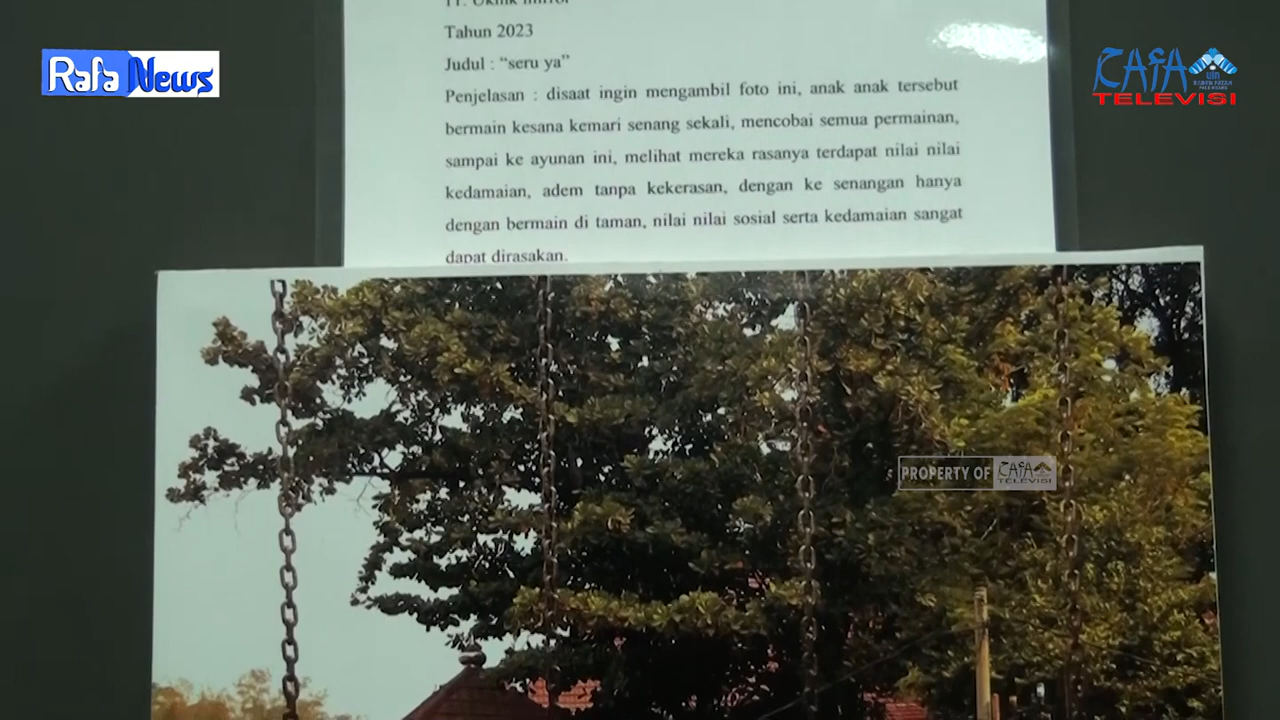 Tahun 2023
Judul : “seru ya”
Penjelasan : disaat ingin mengambil foto ini, anak anak tersebut
bermain kesana kemari senang sekali, mencobai semua permainan,
sampai ke ayunan ini, melihat mereka rasanya terdapat nilai nilai
kedamaian, adem tanpa kekerasan, dengan ke senangan hanya
dengan bermain di taman, nilai nilai sosial serta kedamaian sangat
dapat dirasakan.
Rafa News
RAFA
TELEVISI
PROPERTY OF RAFA
TELEVISI